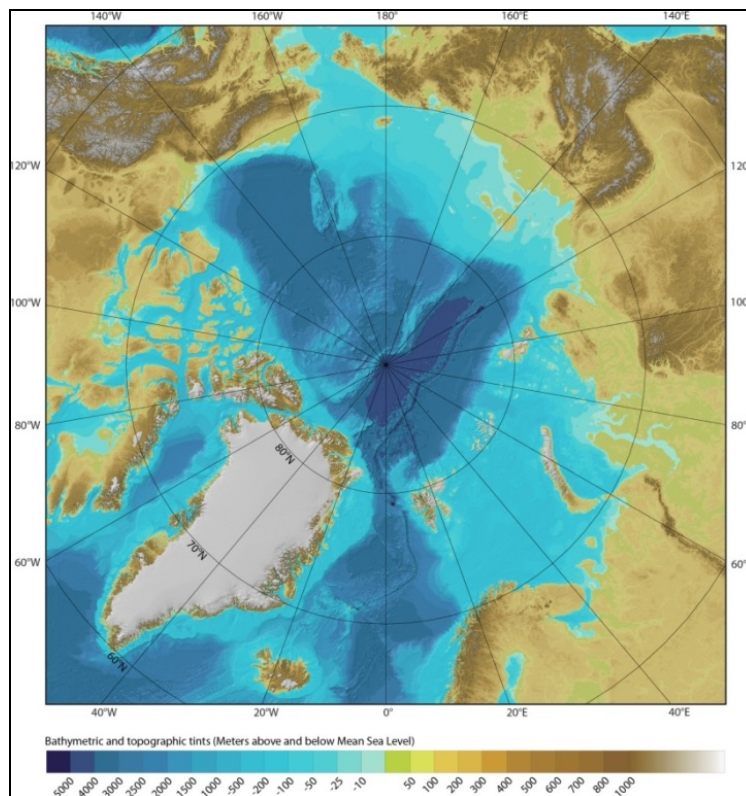 140°W 160°W 180° 160°E 140°E
120°W 120°
100°W 100°
80°W 80°
80°N
70°N
60°W 60°
60°N
40°W 20°W 0° 20°E 40°E
Bathymetric and topographic tints (Meters above and below Mean Sea Level)
5000 4000 3000 2500 2000 1500 1000 -500 -200 -100 -50 -25 -10 50 100 200 300 400 500 600 700 800 1000